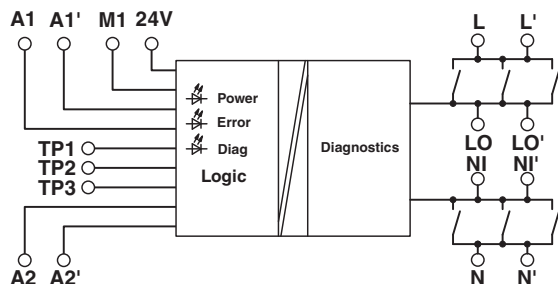 A1 A1' M1 24V L L'
Power
Error
TP1 Diag Diagnostics LO LO'
TP2 Logic NI NI'
TP3
A2 A2' N N'